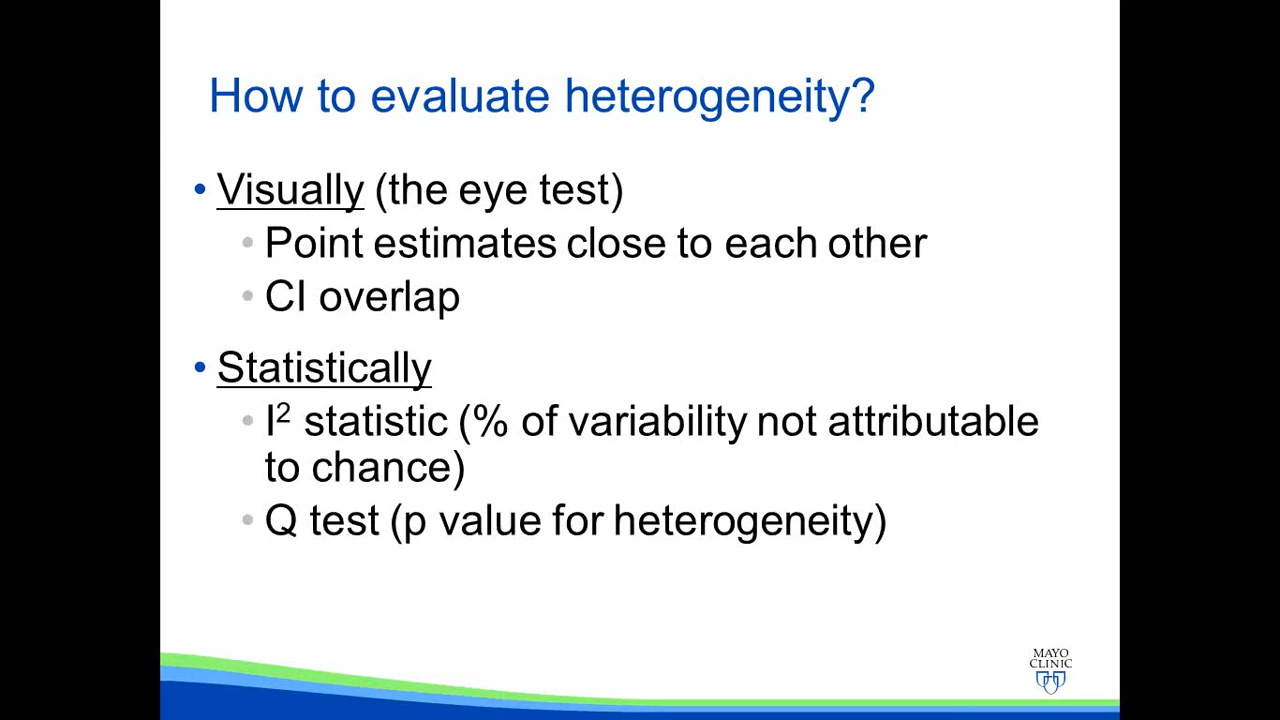 How to evaluate heterogeneity?
• Visually (the eye test)
• Point estimates close to each other
• CI overlap
• Statistically
• I² statistic (% of variability not attributable
to chance)
• Q test (p value for heterogeneity)
MAYO
CLINIC